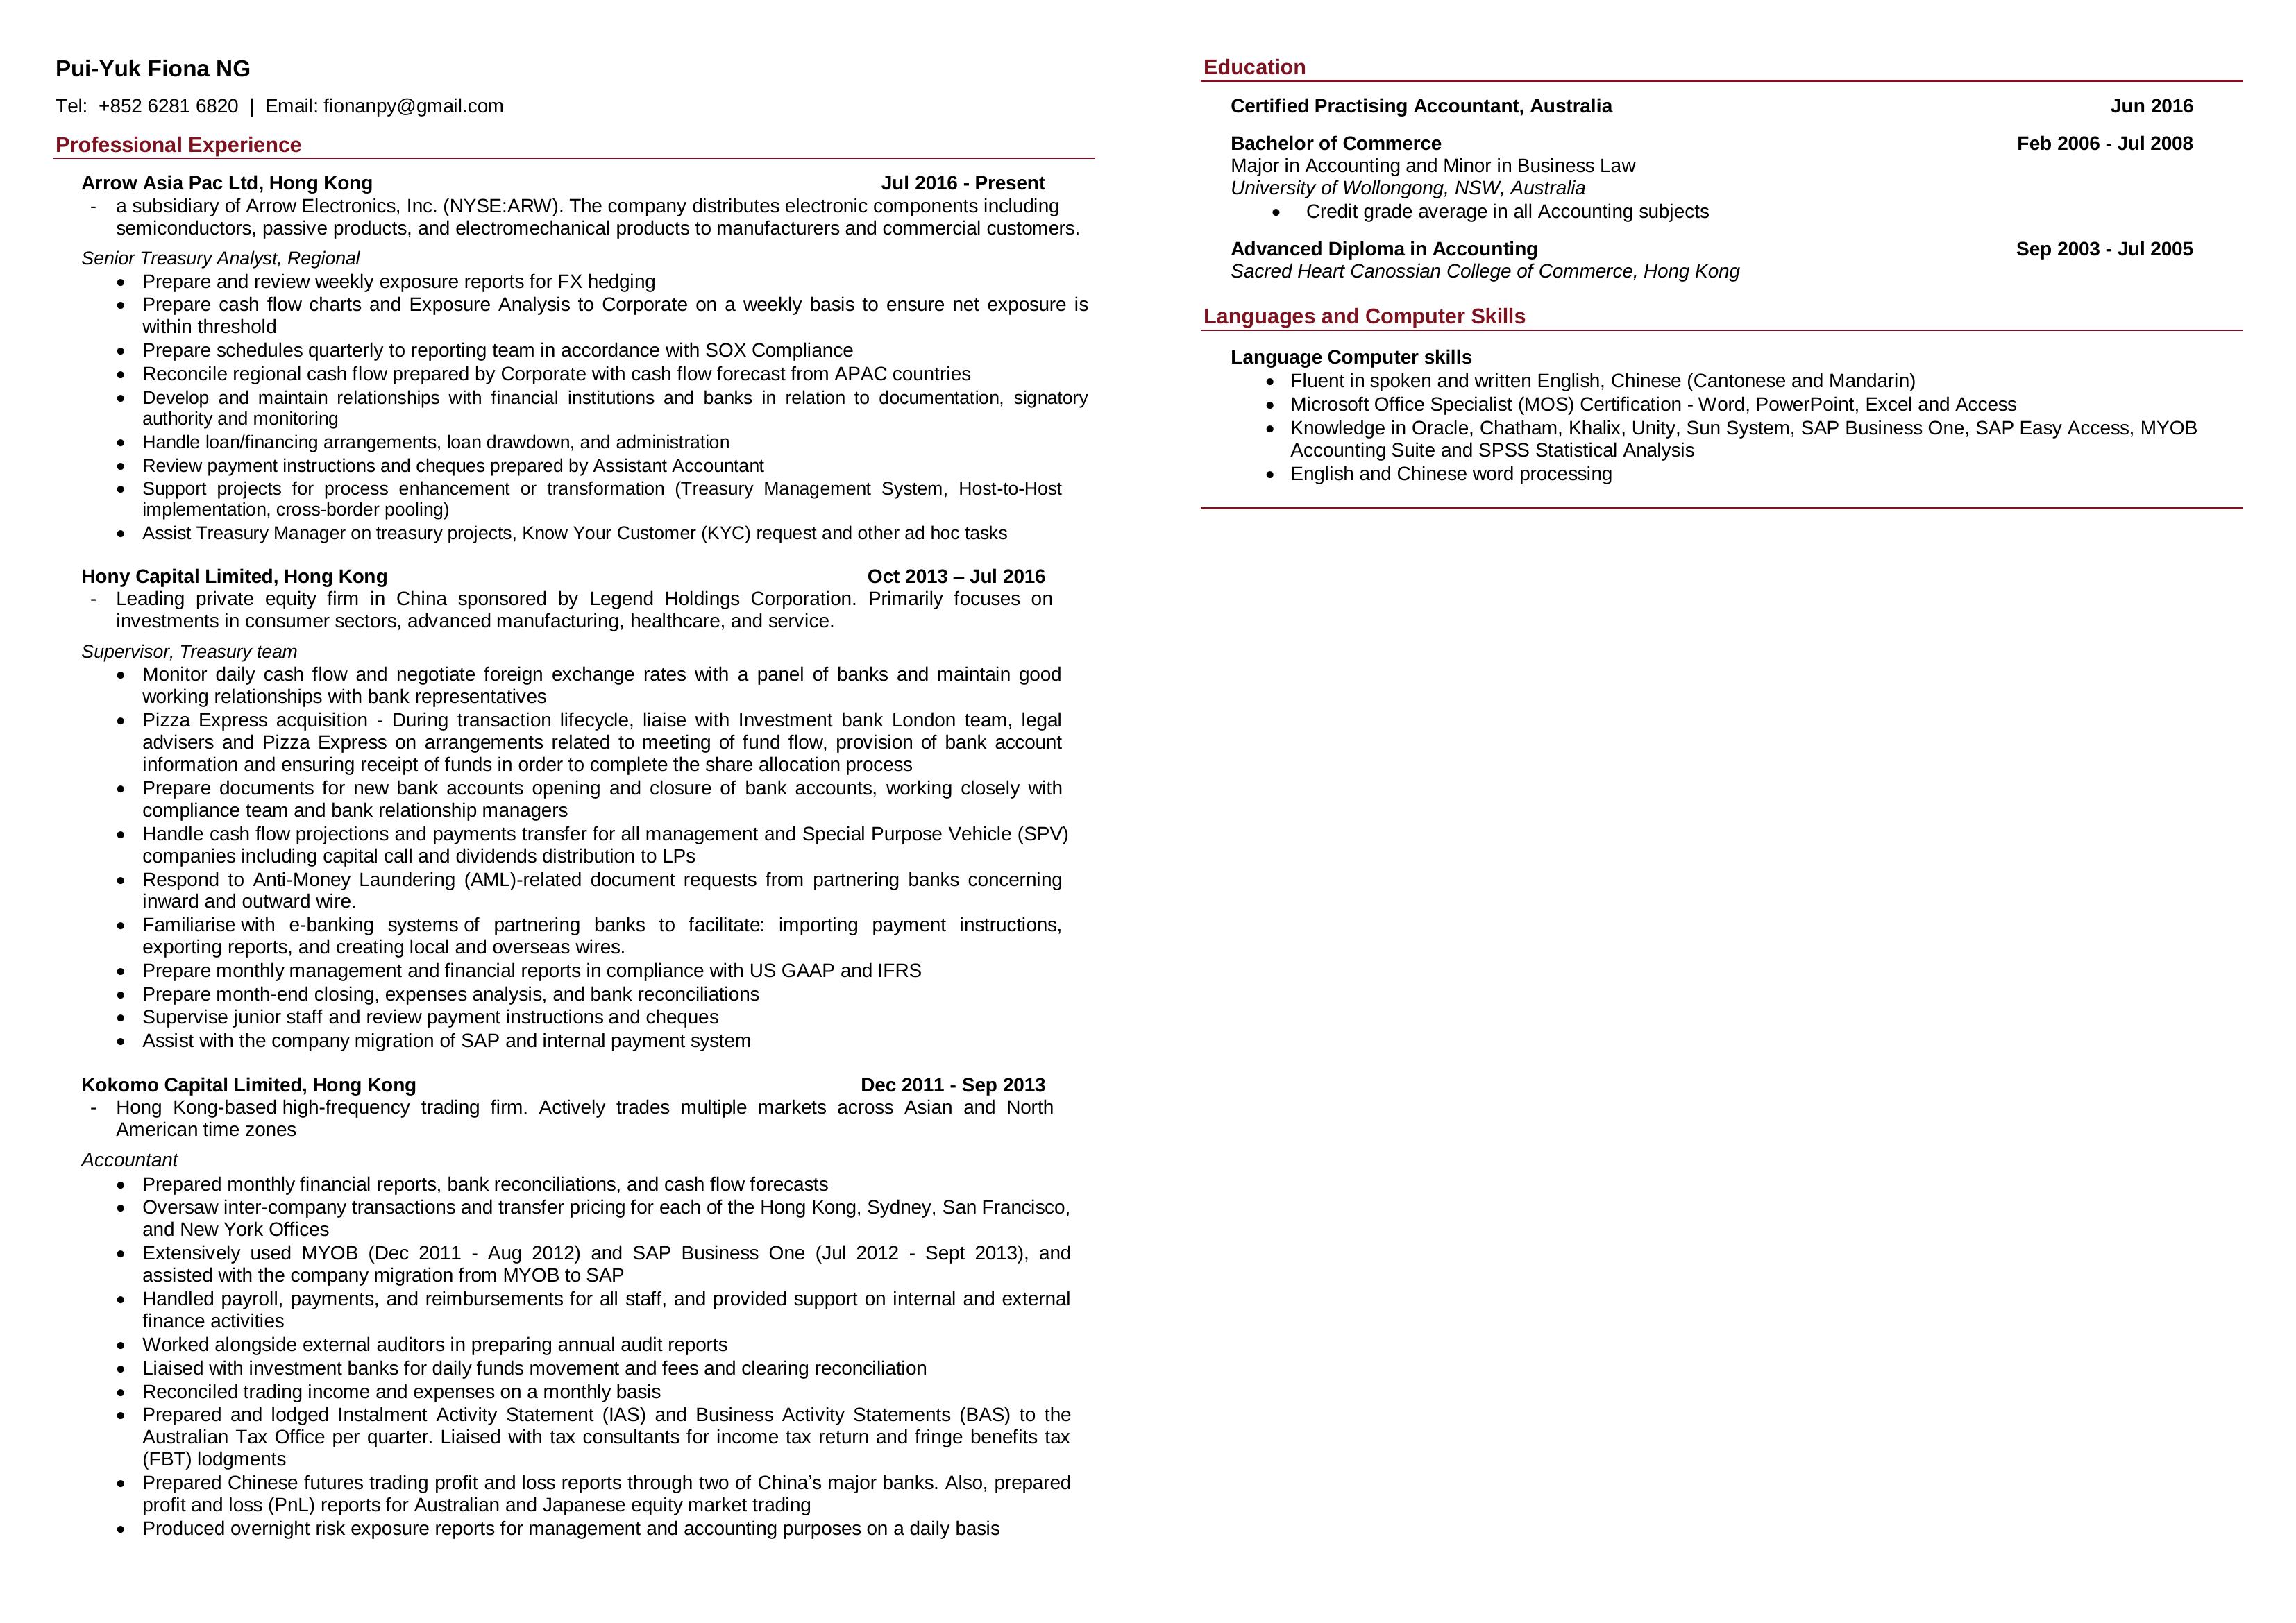 Pui-Yuk Fiona NG
Tel:  +852 6281 6820  |  Email: fionanpy@gmail.com
Professional Experience
Arrow Asia Pac Ltd, Hong Kong Jul 2016 - Present
- a subsidiary of Arrow Electronics, Inc. (NYSE:ARW). The company distributes electronic components including
semiconductors, passive products, and electromechanical products to manufacturers and commercial customers.
Senior Treasury Analyst, Regional
• Prepare and review weekly exposure reports for FX hedging
• Prepare cash flow charts and Exposure Analysis to Corporate on a weekly basis to ensure net exposure is
within threshold
• Prepare schedules quarterly to reporting team in accordance with SOX Compliance
• Reconcile regional cash flow prepared by Corporate with cash flow forecast from APAC countries
• Develop and maintain relationships with financial institutions and banks in relation to documentation, signatory
authority and monitoring
• Handle loan/financing arrangements, loan drawdown, and administration
• Review payment instructions and cheques prepared by Assistant Accountant
• Support projects for process enhancement or transformation (Treasury Management System, Host-to-Host
implementation, cross-border pooling)
• Assist Treasury Manager on treasury projects, Know Your Customer (KYC) request and other ad hoc tasks
Hony Capital Limited, Hong Kong Oct 2013 – Jul 2016
- Leading private equity firm in China sponsored by Legend Holdings Corporation. Primarily focuses on
investments in consumer sectors, advanced manufacturing, healthcare, and service.
Supervisor, Treasury team
• Monitor daily cash flow and negotiate foreign exchange rates with a panel of banks and maintain good
working relationships with bank representatives
• Pizza Express acquisition - During transaction lifecycle, liaise with Investment bank London team, legal
advisers and Pizza Express on arrangements related to meeting of fund flow, provision of bank account
information and ensuring receipt of funds in order to complete the share allocation process
• Prepare documents for new bank accounts opening and closure of bank accounts, working closely with
compliance team and bank relationship managers
• Handle cash flow projections and payments transfer for all management and Special Purpose Vehicle (SPV)
companies including capital call and dividends distribution to LPs
• Respond to Anti-Money Laundering (AML)-related document requests from partnering banks concerning
inward and outward wire.
• Familiarise with e-banking systems of partnering banks to facilitate: importing payment instructions,
exporting reports, and creating local and overseas wires.
• Prepare monthly management and financial reports in compliance with US GAAP and IFRS
• Prepare month-end closing, expenses analysis, and bank reconciliations
• Supervise junior staff and review payment instructions and cheques
• Assist with the company migration of SAP and internal payment system
Kokomo Capital Limited, Hong Kong Dec 2011 - Sep 2013
- Hong Kong-based high-frequency trading firm. Actively trades multiple markets across Asian and North
American time zones
Accountant
• Prepared monthly financial reports, bank reconciliations, and cash flow forecasts
• Oversaw inter-company transactions and transfer pricing for each of the Hong Kong, Sydney, San Francisco,
and New York Offices
• Extensively used MYOB (Dec 2011 - Aug 2012) and SAP Business One (Jul 2012 - Sept 2013), and
assisted with the company migration from MYOB to SAP
• Handled payroll, payments, and reimbursements for all staff, and provided support on internal and external
finance activities
• Worked alongside external auditors in preparing annual audit reports
• Liaised with investment banks for daily funds movement and fees and clearing reconciliation
• Reconciled trading income and expenses on a monthly basis
• Prepared and lodged Instalment Activity Statement (IAS) and Business Activity Statements (BAS) to the
Australian Tax Office per quarter. Liaised with tax consultants for income tax return and fringe benefits tax
(FBT) lodgments
• Prepared Chinese futures trading profit and loss reports through two of China’s major banks. Also, prepared
profit and loss (PnL) reports for Australian and Japanese equity market trading
• Produced overnight risk exposure reports for management and accounting purposes on a daily basis
Education
Certified Practising Accountant, Australia Jun 2016
Bachelor of Commerce Feb 2006 - Jul 2008
Major in Accounting and Minor in Business Law
University of Wollongong, NSW, Australia
• Credit grade average in all Accounting subjects
Advanced Diploma in Accounting Sep 2003 - Jul 2005
Sacred Heart Canossian College of Commerce, Hong Kong
Languages and Computer Skills
Language Computer skills
• Fluent in spoken and written English, Chinese (Cantonese and Mandarin)
• Microsoft Office Specialist (MOS) Certification - Word, PowerPoint, Excel and Access
• Knowledge in Oracle, Chatham, Khalix, Unity, Sun System, SAP Business One, SAP Easy Access, MYOB
Accounting Suite and SPSS Statistical Analysis
• English and Chinese word processing